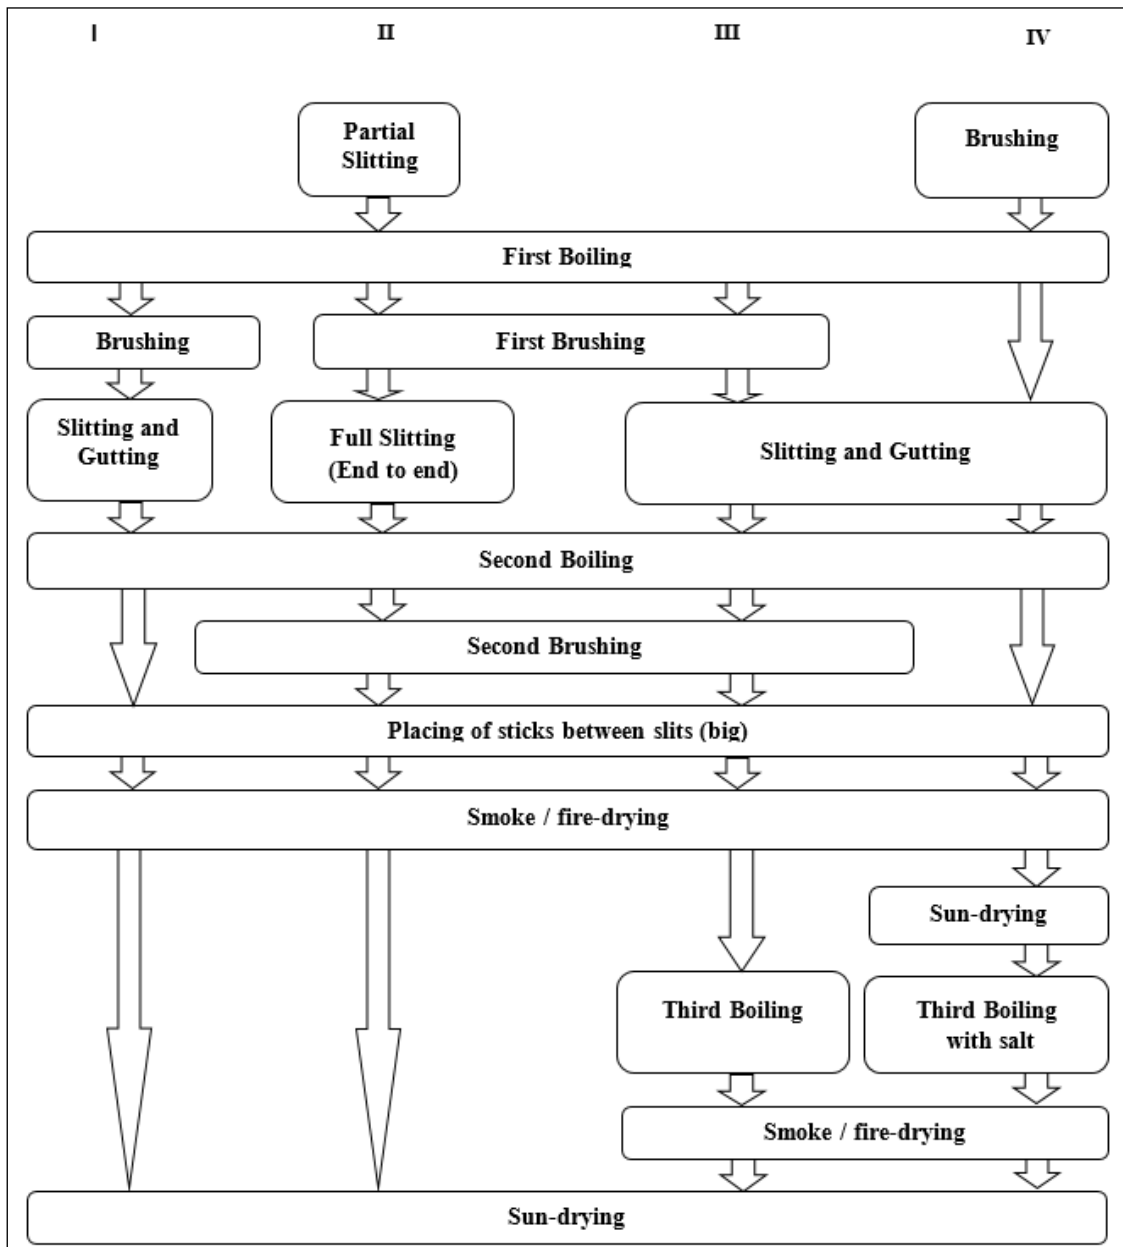 I
II
III
IV
Partial
Slitting
Brushing
First Boiling
Brushing
First Brushing
Slitting and
Gutting
Full Slitting
(End to end)
Slitting and Gutting
Second Boiling
Second Brushing
Placing of sticks between slits (big)
Smoke / fire-drying
Sun-drying
Third Boiling
Third Boiling
with salt
Smoke / fire-drying
Sun-drying